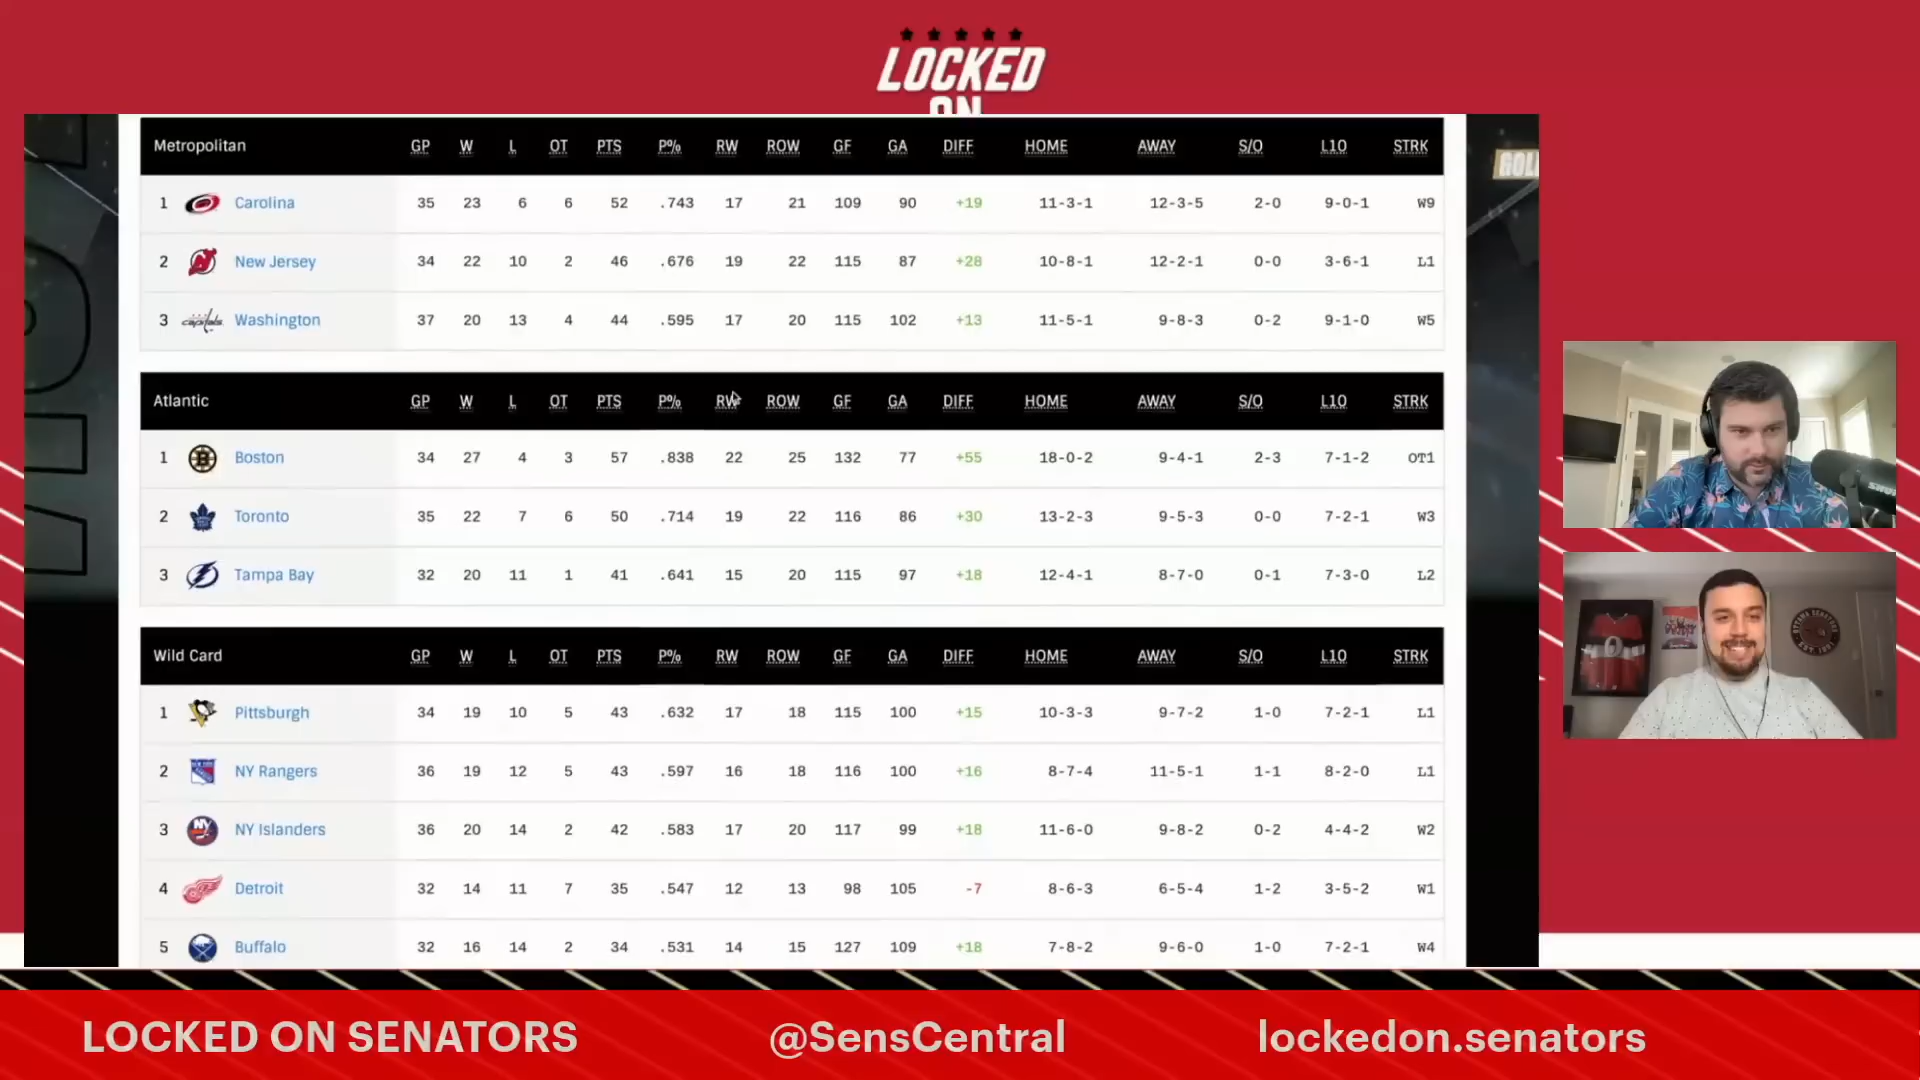 LOCKED
ON
GOL
Metropolitan GP W L OT PTS P% RW ROW GF GA DIFF HOME AWAY S/O L10 STRK
1 Carolina 35 23 6 6 52 .743 17 21 109 90 +19 11-3-1 12-3-5 2-0 9-0-1 W9
2 New Jersey 34 22 10 2 46 .676 19 22 115 87 +28 10-8-1 12-2-1 0-0 3-6-1 L1
3 capitals Washington 37 20 13 4 44 .595 17 20 115 102 +13 11-5-1 9-8-3 0-2 9-1-0 W5
Atlantic GP W L OT PTS P% RW ROW GF GA DIFF HOME AWAY S/O L10 STRK
1 B Boston 34 27 4 3 57 .838 22 25 132 77 +55 18-0-2 9-4-1 2-3 7-1-2 OT1
2 Toronto 35 22 7 6 50 .714 19 22 116 86 +30 13-2-3 9-5-3 0-0 7-2-1 W3
3 Tampa Bay 32 20 11 1 41 .641 15 20 115 97 +18 12-4-1 8-7-0 0-1 7-3-0 L2
Wild Card GP W L OT PTS P% RW ROW GF GA DIFF HOME AWAY S/O L10 STRK
1 Pittsburgh 34 19 10 5 43 .632 17 18 115 100 +15 10-3-3 9-7-2 1-0 7-2-1 L1
2 NY Rangers 36 19 12 5 43 .597 16 18 116 100 +16 8-7-4 11-5-1 1-1 8-2-0 L1
3 NY NY Islanders 36 20 14 2 42 .583 17 20 117 99 +18 11-6-0 9-8-2 0-2 4-4-2 W2
4 Detroit 32 14 11 7 35 .547 12 13 98 105 -7 8-6-3 6-5-4 1-2 3-5-2 W1
5 Buffalo 32 16 14 2 34 .531 14 15 127 109 +18 7-8-2 9-6-0 1-0 7-2-1 W4
LOCKED ON SENATORS @SensCentral lockedon.senators